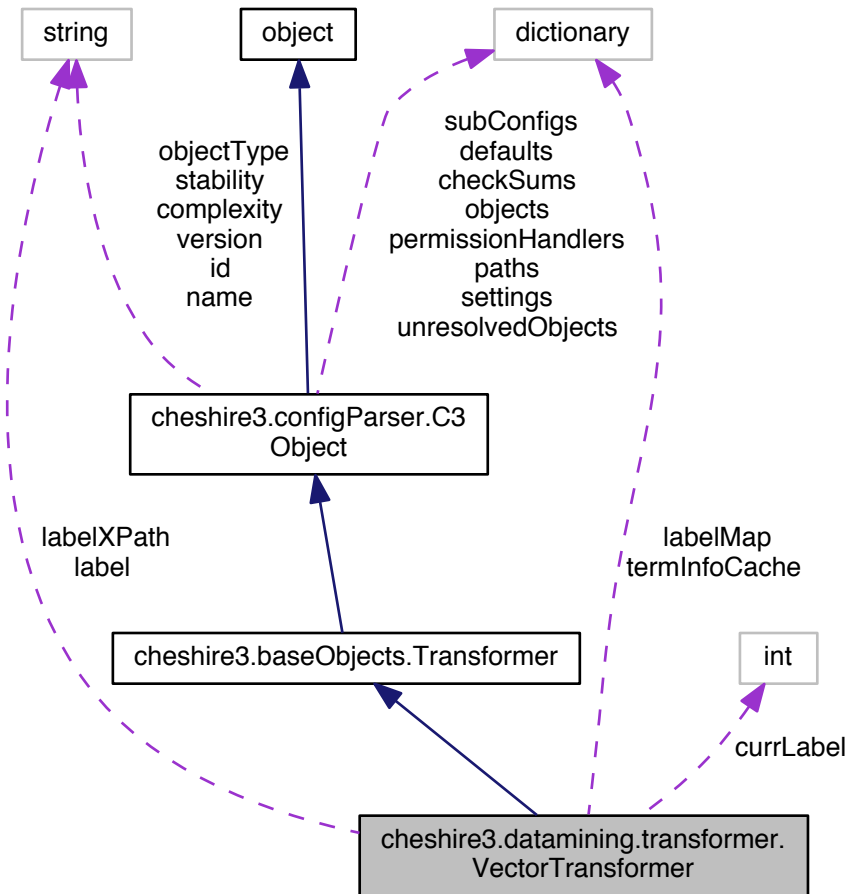 string
object
dictionary
objectType
stability
complexity
version
id
name
subConfigs
defaults
checkSums
objects
permissionHandlers
paths
settings
unresolvedObjects
cheshire3.configParser.C3
Object
labelXPath
label
labelMap
termInfoCache
cheshire3.baseObjects.Transformer
int
currLabel
cheshire3.datamining.transformer.
VectorTransformer